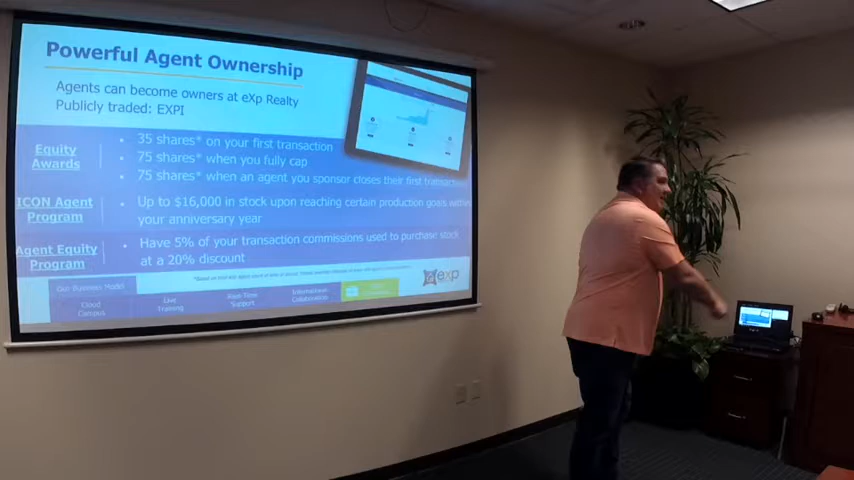 Powerful Agent Ownership
Agents can become owners at eXp Realty
Publicly traded: EXPI
Equity
Awards
• 35 shares* on your first transaction
• 75 shares* when you fully cap
• 75 shares* when an agent you sponsor closes their first transaction
ICON Agent
Program
• Up to $16,000 in stock upon reaching certain production goals within
your anniversary year
Agent Equity
Program
• Have 5% of your transaction commissions used to purchase stock
at a 20% discount
Our Business Model
Cloud
Campus
Live
Training
Support
Collaboration
exp